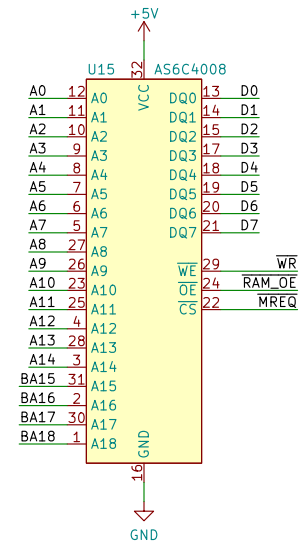 +5V
U15 AS6C4008
32
VCC
A0 12 A0 DQ0 13 D0
A1 11 A1 DQ1 14 D1
A2 10 A2 DQ2 15 D2
A3 9 A3 DQ3 17 D3
A4 8 A4 DQ4 18 D4
A5 7 A5 DQ5 19 D5
A6 6 A6 DQ6 20 D6
A7 5 A7 DQ7 21 D7
A8 27 A8
A9 26 A9 WE 29 WR
A10 23 A10 OE 24 RAM_OE
A11 25 A11 CS 22 MREQ
A12 4 A12
A13 28 A13
A14 3 A14
BA15 31 A15
BA16 2 A16
BA17 30 A17
BA18 1 A18
GND
16
GND